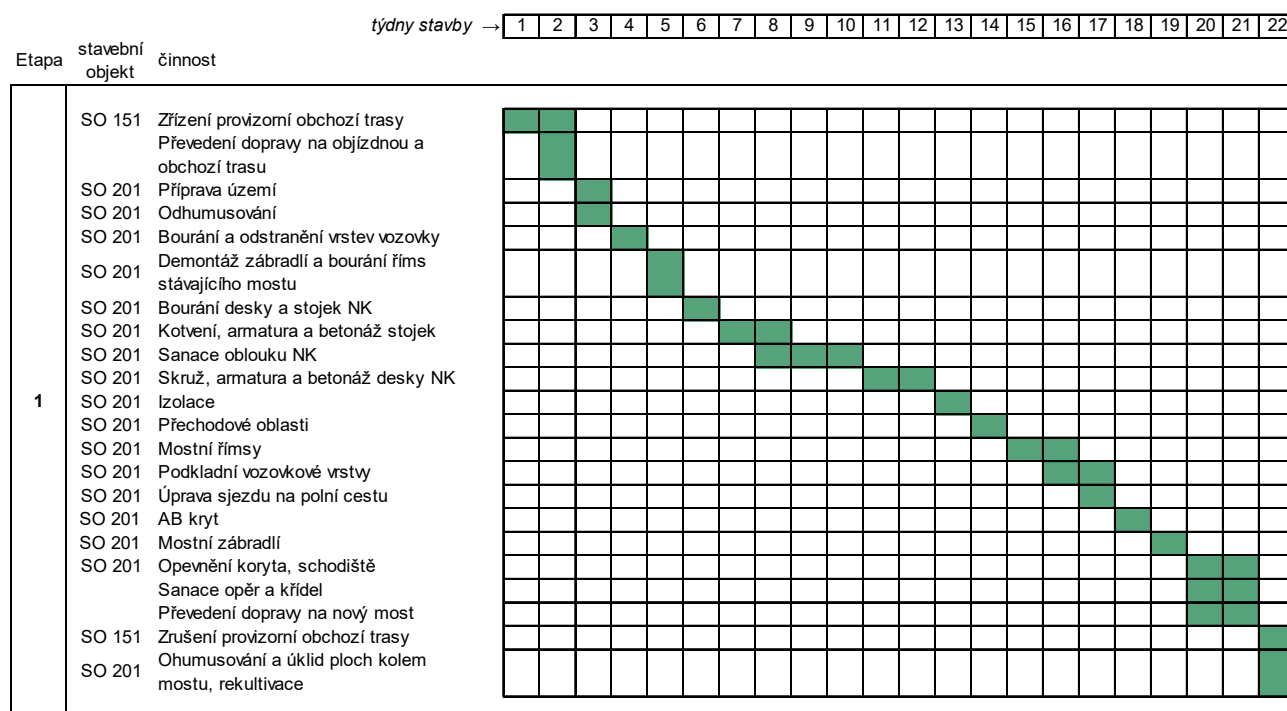 týdny stavby → 1 2 3 4 5 6 7 8 9 10 11 12 13 14 15 16 17 18 19 20 21 22
Etapa stavební objekt činnost
SO 151 Zřízení provizorní obchozí trasy
Převedení dopravy na objízdnou a
obchozí trasu
SO 201 Příprava území
SO 201 Odhumusování
SO 201 Bourání a odstranění vrstev vozovky
SO 201 Demontáž zábradlí a bourání říms
stávajícího mostu
SO 201 Bourání desky a stojek NK
SO 201 Kotvení, armatura a betonáž stojek
SO 201 Sanace oblouku NK
SO 201 Skruž, armatura a betonáž desky NK
1 SO 201 Izolace
SO 201 Přechodové oblasti
SO 201 Mostní římsy
SO 201 Podkladní vozovkové vrstvy
SO 201 Úprava sjezdu na polní cestu
SO 201 AB kryt
SO 201 Mostní zábradlí
SO 201 Opevnění koryta, schodiště
Sanace opěr a křídel
Převedení dopravy na nový most
SO 151 Zrušení provizorní obchozí trasy
SO 201 Ohumusování a úklid ploch kolem
mostu, rekultivace